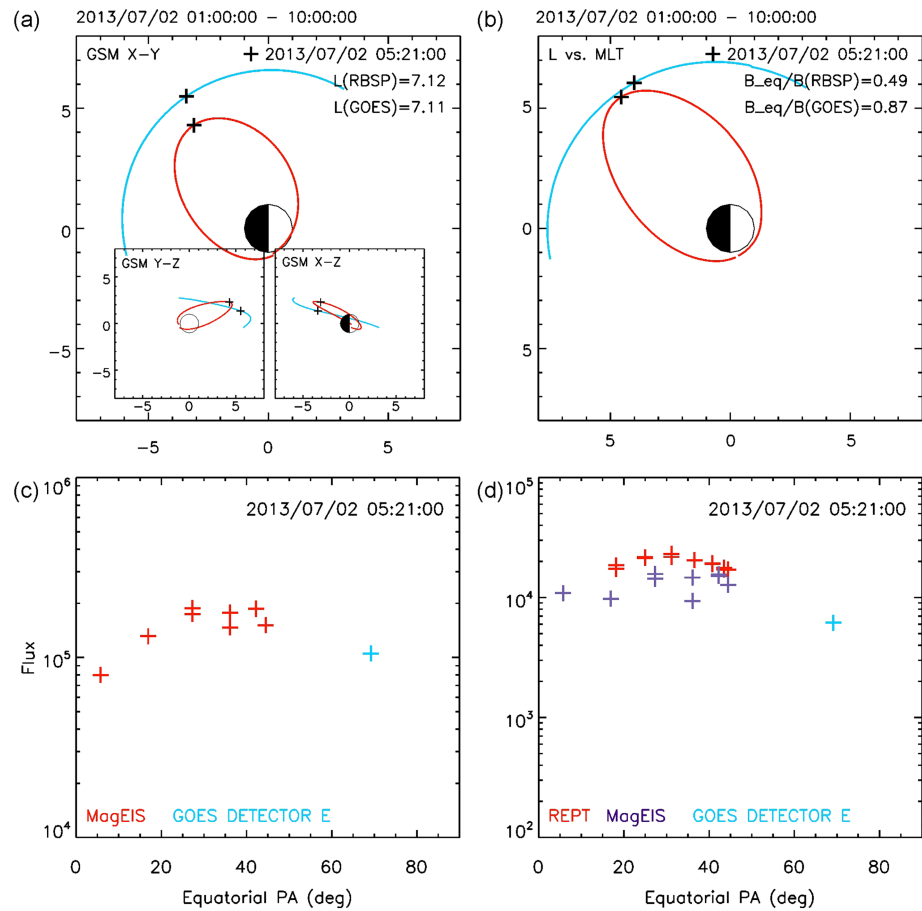 (a) 2013/07/02 01:00:00 - 10:00:00
GSM X-Y
+ 2013/07/02 05:21:00
L(RBSP)=7.12
L(GOES)=7.11
5
0
-5
GSM Y-Z
5
0
-5
-5 0 5
GSM X-Z
-5 0 5
-5 0 5
(b) 2013/07/02 01:00:00 - 10:00:00
L vs. MLT
+ 2013/07/02 05:21:00
B_eq/B(RBSP)=0.49
B_eq/B(GOES)=0.87
5
0
-5
-5 0 5
(c)
2013/07/02 05:21:00
10^6
10^5
10^4
Flux
MagEIS GOES DETECTOR E
0 20 40 60 80
Equatorial PA (deg)
(d)
2013/07/02 05:21:00
10^5
10^4
10^3
10^2
REPT MagEIS GOES DETECTOR E
0 20 40 60 80
Equatorial PA (deg)